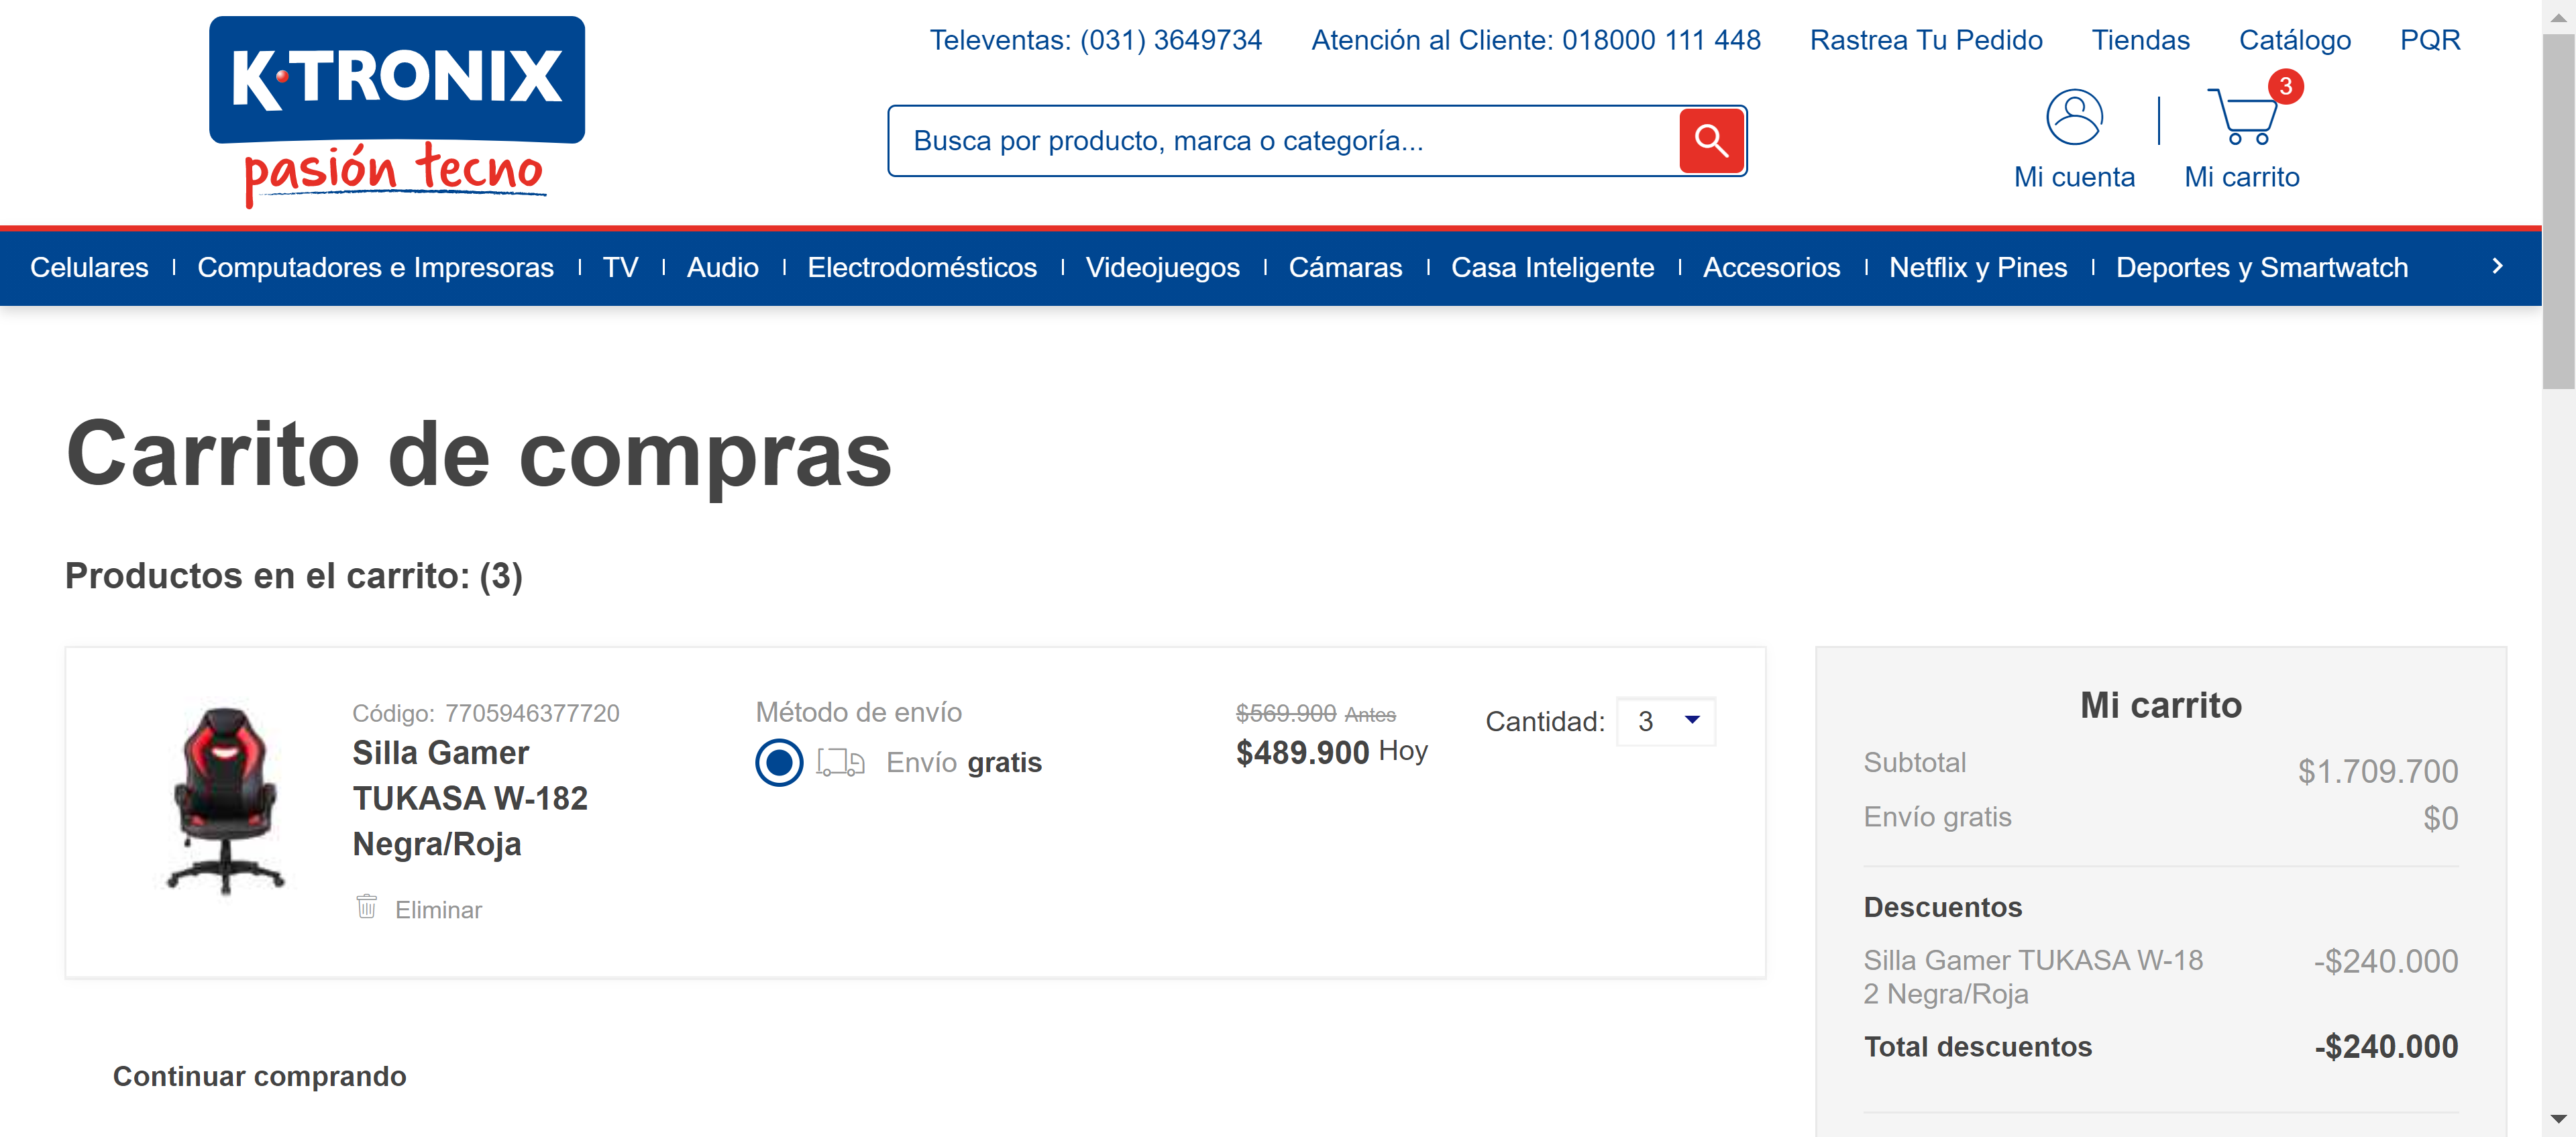 K·TRONIX
pasión tecno
Televentas: (031) 3649734
Atención al Cliente: 018000 111 448
Rastrea Tu Pedido
Tiendas
Catálogo
PQR
Busca por producto, marca o categoría...
Mi cuenta
3
Mi carrito
Celulares
Computadores e Impresoras
TV
Audio
Electrodomésticos
Videojuegos
Cámaras
Casa Inteligente
Accesorios
Netflix y Pines
Deportes y Smartwatch
Carrito de compras
Productos en el carrito: (3)
Código: 7705946377720
Silla Gamer
TUKASA W-182
Negra/Roja
Eliminar
Método de envío
Envío gratis
$569.900 Antes
$489.900 Hoy
Cantidad: 3
Continuar comprando
Mi carrito
Subtotal $1.709.700
Envío gratis $0
Descuentos
Silla Gamer TUKASA W-18 -$240.000
2 Negra/Roja
Total descuentos -$240.000